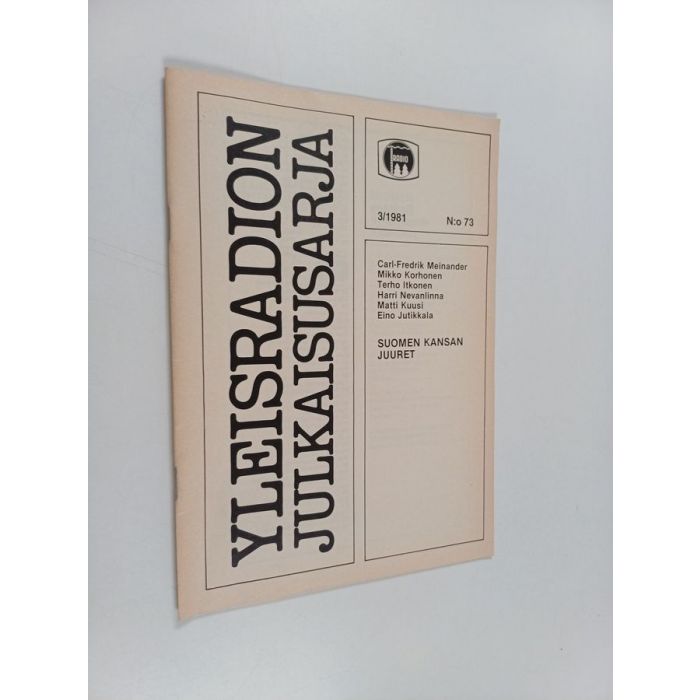 YLEISRADION
JULKAISUSARJA
RADIO
3/1981 N:o 73
Carl-Fredrik Meinander
Mikko Korhonen
Terho Itkonen
Harri Nevanlinna
Matti Kuusi
Eino Jutikkala
SUOMEN KANSAN
JUURET